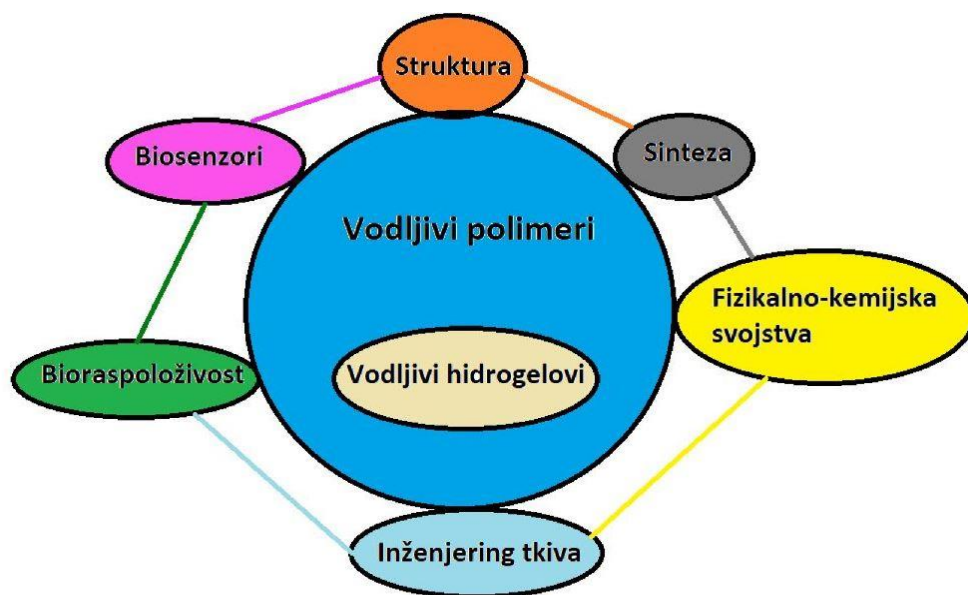 Struktura
Biosenzori
Sinteza
Vodljivi polimeri
Fizikalno-kemijska
svojstva
Bioraspoloživost
Vodljivi hidrogelovi
Inženjering tkiva